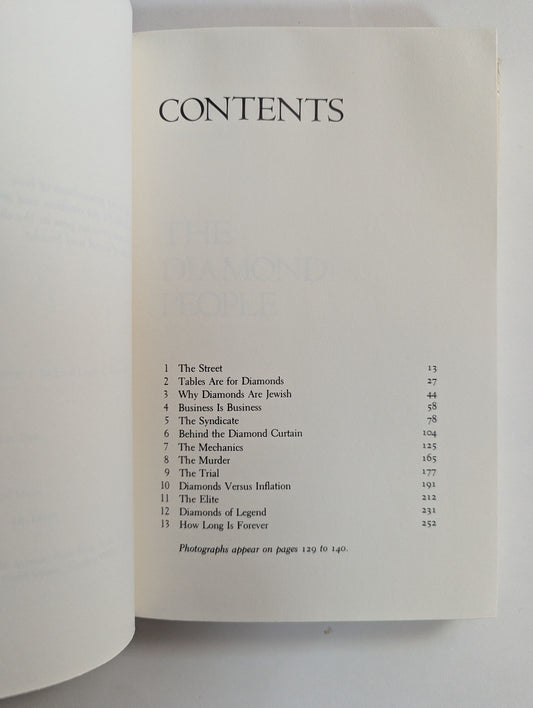 CONTENTS
THE
DIAMOND
PEOPLE
1 The Street 13
2 Tables Are for Diamonds 27
3 Why Diamonds Are Jewish 44
4 Business Is Business 58
5 The Syndicate 78
6 Behind the Diamond Curtain 104
7 The Mechanics 125
8 The Murder 165
9 The Trial 177
10 Diamonds Versus Inflation 191
11 The Elite 212
12 Diamonds of Legend 231
13 How Long Is Forever 252
Photographs appear on pages 129 to 140.